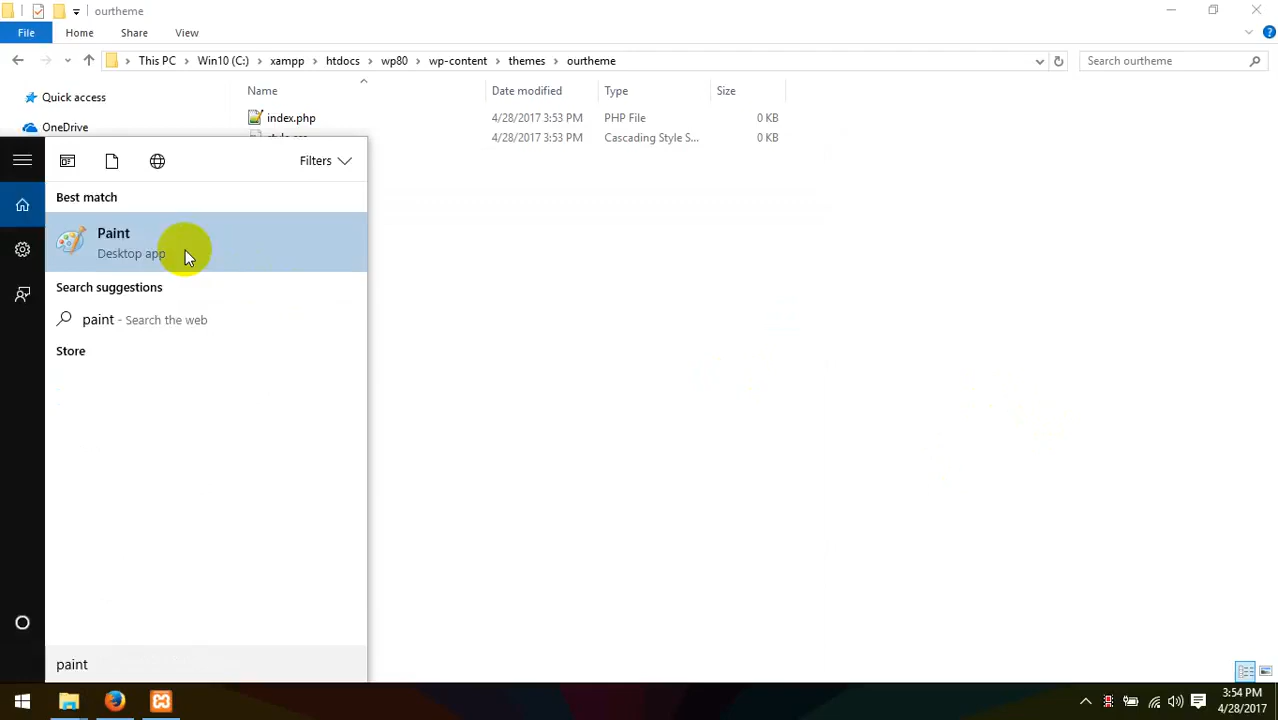 ourtheme
File Home Share View
This PC Win10 (C:) xampp htdocs wp80 wp-content themes ourtheme Search ourtheme
Quick access
OneDrive
Name Date modified Type Size
index.php 4/28/2017 3:53 PM PHP File 0 KB
4/28/2017 3:53 PM Cascading Style S... 0 KB
Filters
Best match
Paint
Desktop app
Search suggestions
paint - Search the web
Store
paint
3:54 PM
4/28/2017